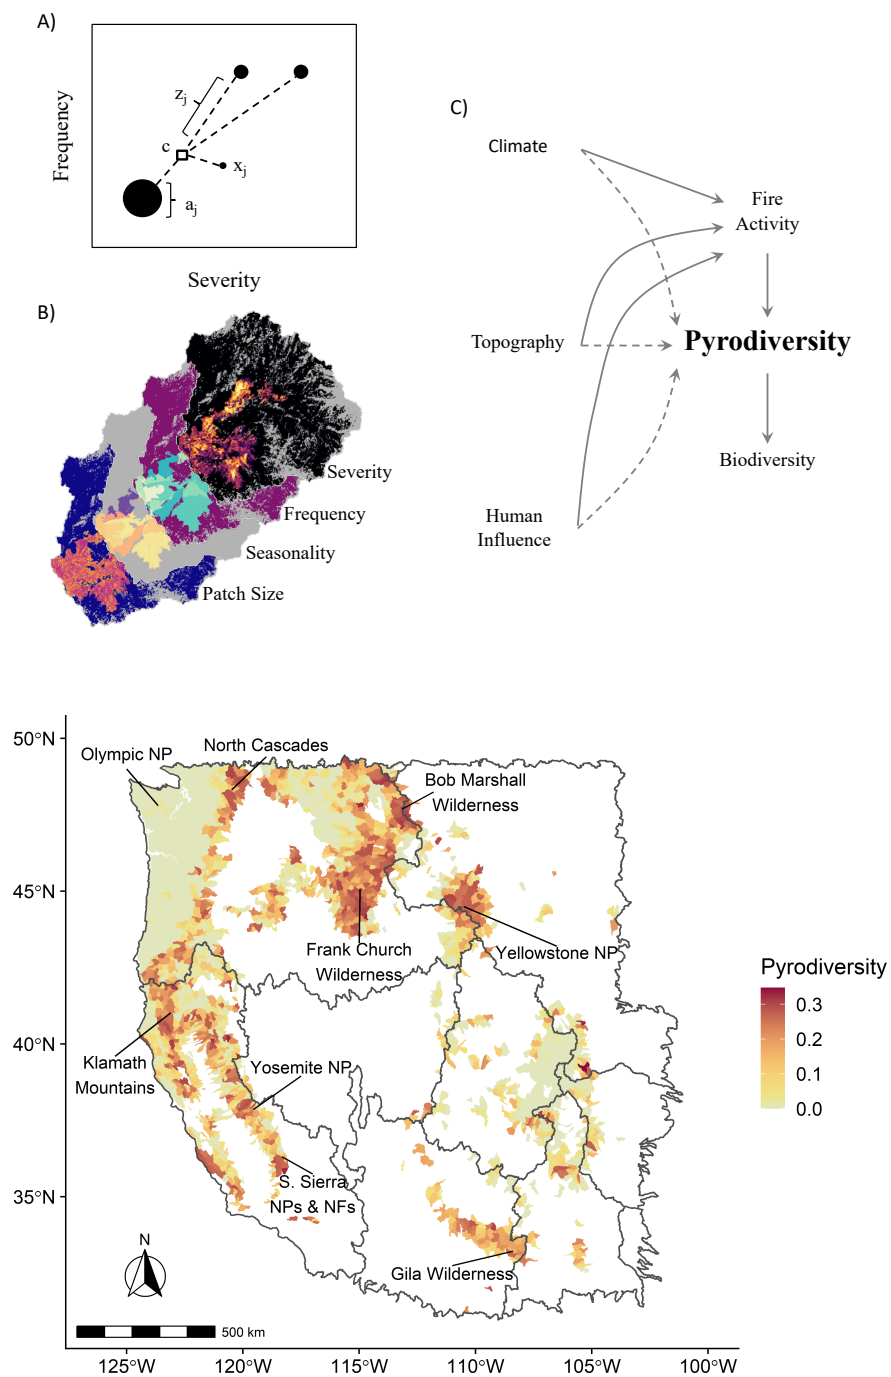 A)
Frequency
z_j
c
x_j
a_j
Severity
B)
Severity
Frequency
Seasonality
Patch Size
C)
Climate
Fire
Activity
Topography
Pyrodiversity
Biodiversity
Human
Influence
50°N
45°N
40°N
35°N
Olympic NP
North Cascades
Bob Marshall
Wilderness
Frank Church
Wilderness
Yellowstone NP
Klamath
Mountains
Yosemite NP
S. Sierra
NPs & NFs
Gila Wilderness
N
500 km
125°W
120°W
115°W
110°W
105°W
100°W
Pyrodiversity
0.3
0.2
0.1
0.0